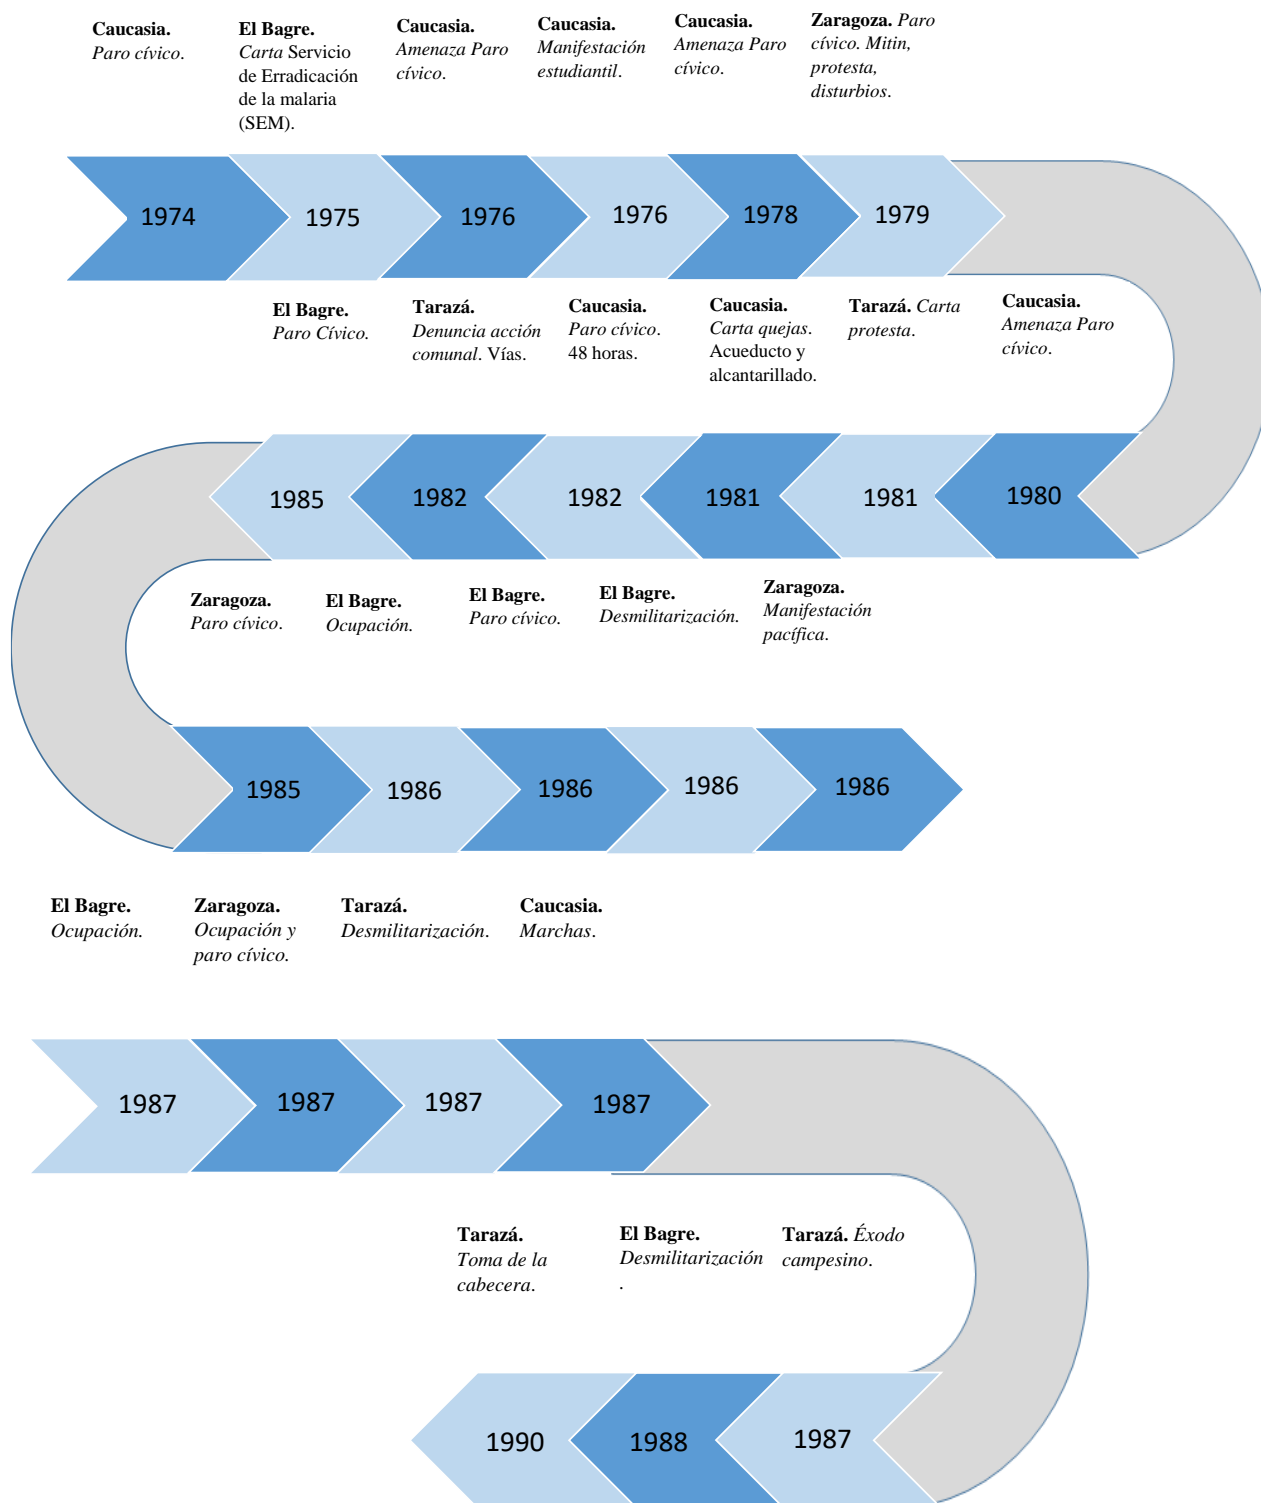 Caucasia.
Paro cívico.
El Bagre.
Carta Servicio
de Erradicación
de la malaria
(SEM).
Caucasia.
Amenaza Paro
cívico.
Caucasia.
Manifestación
estudiantil.
Caucasia.
Amenaza Paro
cívico.
Zaragoza. Paro
cívico. Mitin,
protesta,
disturbios.
1974
1975
1976
1976
1978
1979
El Bagre.
Paro Cívico.
Tarazá.
Denuncia acción
comunal. Vías.
Caucasia.
Paro cívico.
48 horas.
Caucasia.
Carta quejas.
Acueducto y
alcantarillado.
Tarazá. Carta
protesta.
Caucasia.
Amenaza Paro
cívico.
1985
1982
1982
1981
1981
1980
Zaragoza.
Paro cívico.
El Bagre.
Ocupación.
El Bagre.
Paro cívico.
El Bagre.
Desmilitarización.
Zaragoza.
Manifestación
pacífica.
1985
1986
1986
1986
1986
El Bagre.
Ocupación.
Zaragoza.
Ocupación y
paro cívico.
Tarazá.
Desmilitarización.
Caucasia.
Marchas.
1987
1987
1987
1987
Tarazá.
Toma de la
cabecera.
El Bagre.
Desmilitarización
.
Tarazá. Éxodo
campesino.
1990
1988
1987